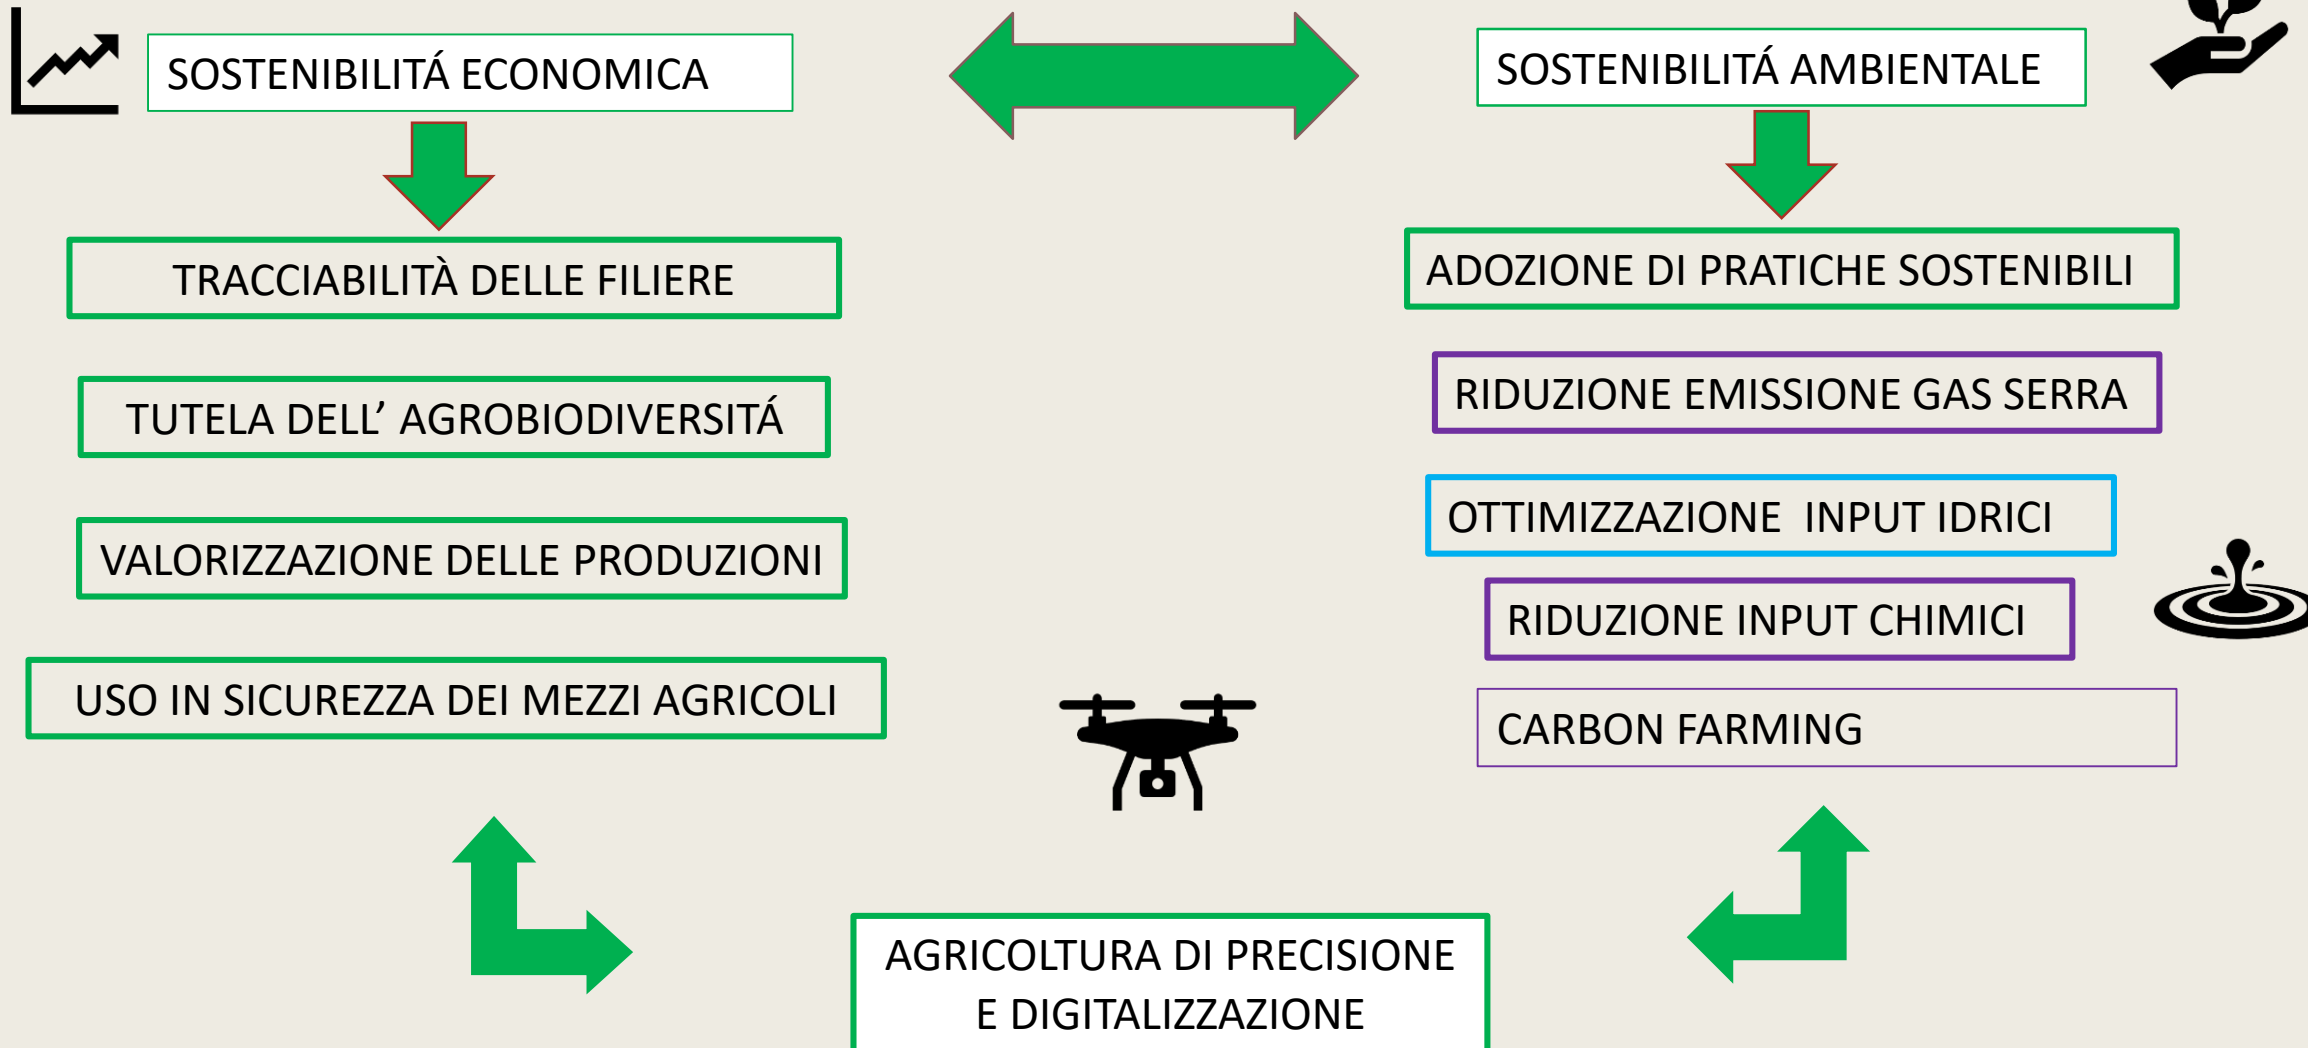 SOSTENIBILITÁ ECONOMICA
SOSTENIBILITÁ AMBIENTALE
TRACCIABILITÀ DELLE FILIERE
TUTELA DELL’ AGROBIODIVERSITÁ
VALORIZZAZIONE DELLE PRODUZIONI
USO IN SICUREZZA DEI MEZZI AGRICOLI
ADOZIONE DI PRATICHE SOSTENIBILI
RIDUZIONE EMISSIONE GAS SERRA
OTTIMIZZAZIONE  INPUT IDRICI
RIDUZIONE INPUT CHIMICI
CARBON FARMING
AGRICOLTURA DI PRECISIONE
E DIGITALIZZAZIONE